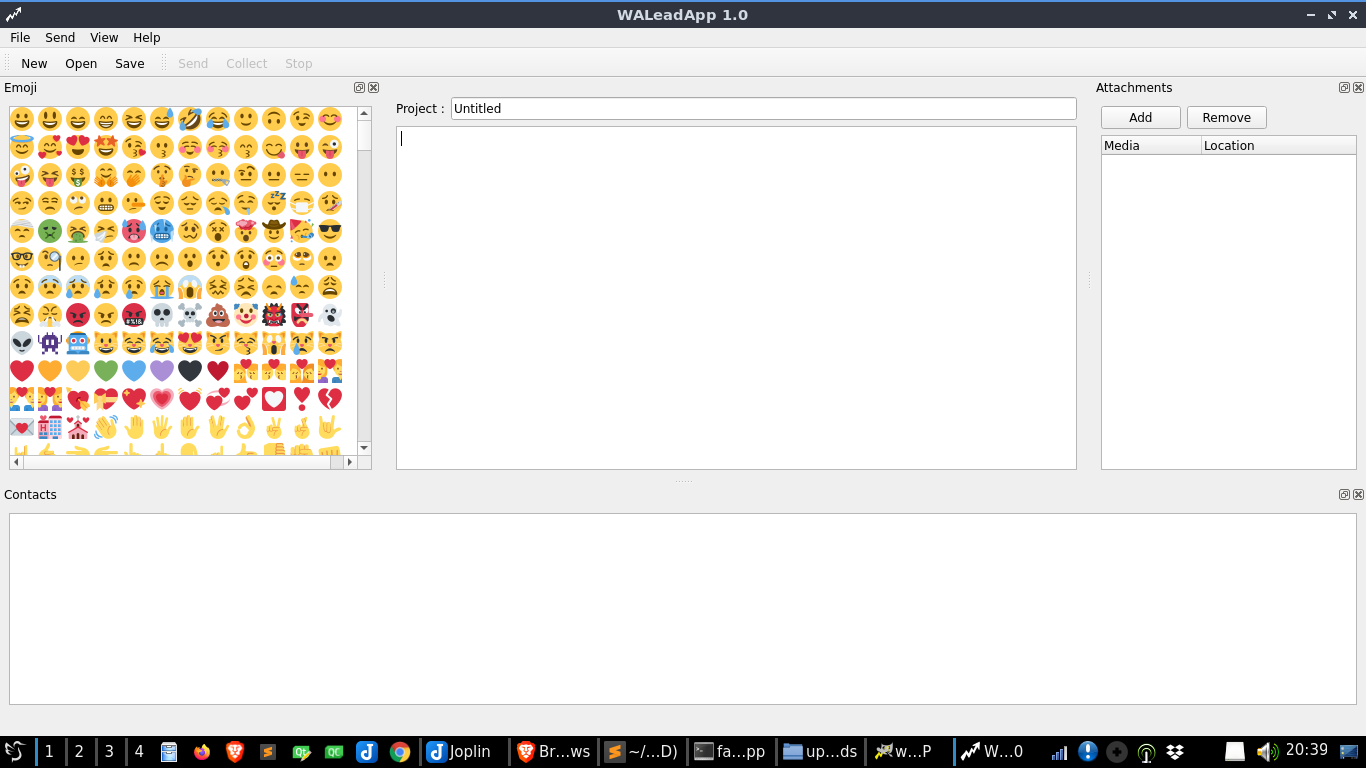 WALeadApp 1.0
File Send View Help
New Open Save Send Collect Stop
Emoji
Attachments
Project : Untitled
Add Remove
Media Location
Contacts
1 2 3 4 Joplin Br...ws ~/...D) fa...pp up...ds w...P W...0 20:39